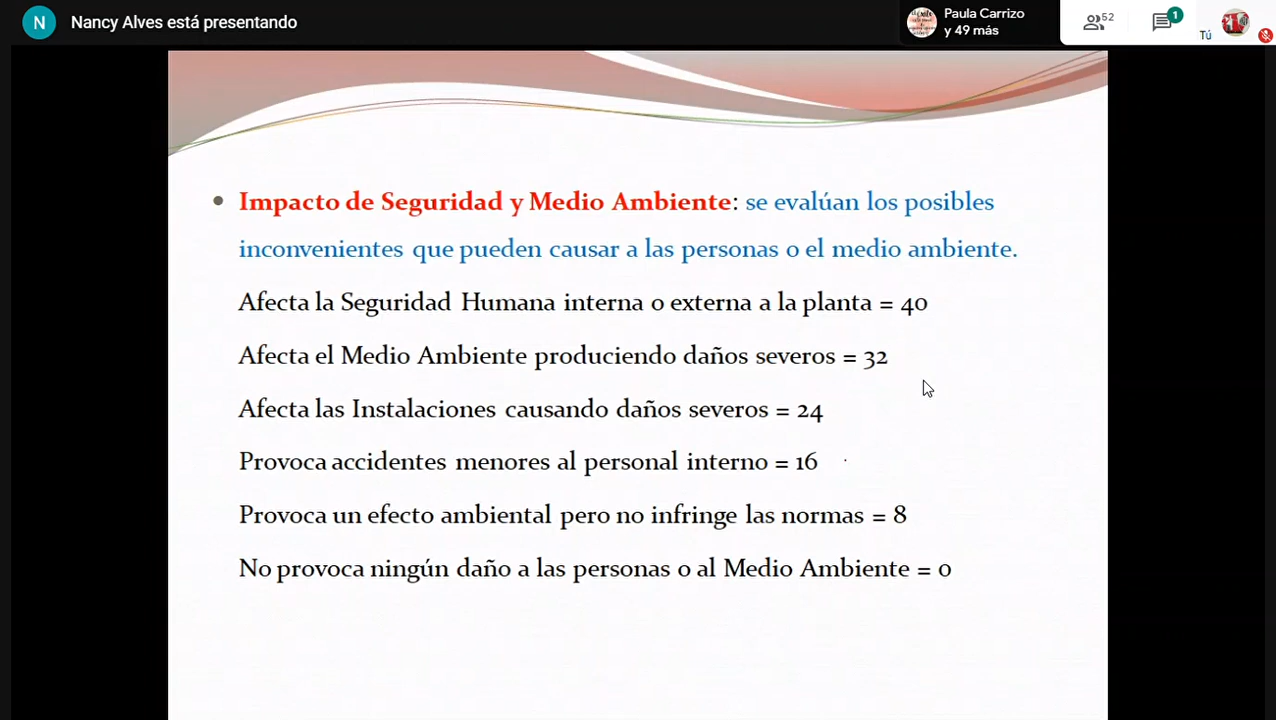 N Nancy Alves está presentando
Paula Carrizo
y 49 más
52
1
Tú
• Impacto de Seguridad y Medio Ambiente: se evalúan los posibles
inconvenientes que pueden causar a las personas o el medio ambiente.
Afecta la Seguridad Humana interna o externa a la planta = 40
Afecta el Medio Ambiente produciendo daños severos = 32
Afecta las Instalaciones causando daños severos = 24
Provoca accidentes menores al personal interno = 16
Provoca un efecto ambiental pero no infringe las normas = 8
No provoca ningún daño a las personas o al Medio Ambiente = 0